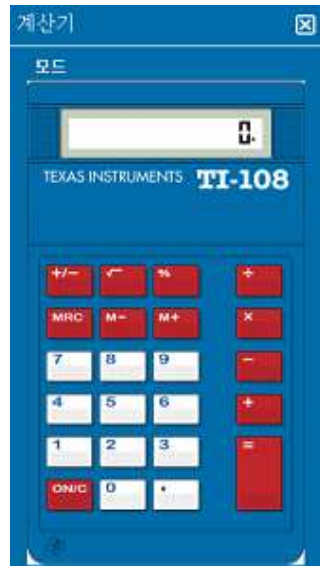 계산기
모드
0.
TEXAS INSTRUMENTS TI-108
+/− √ % ÷
MRC M− M+ ×
7 8 9 −
4 5 6 +
1 2 3 =
ON/C 0 .